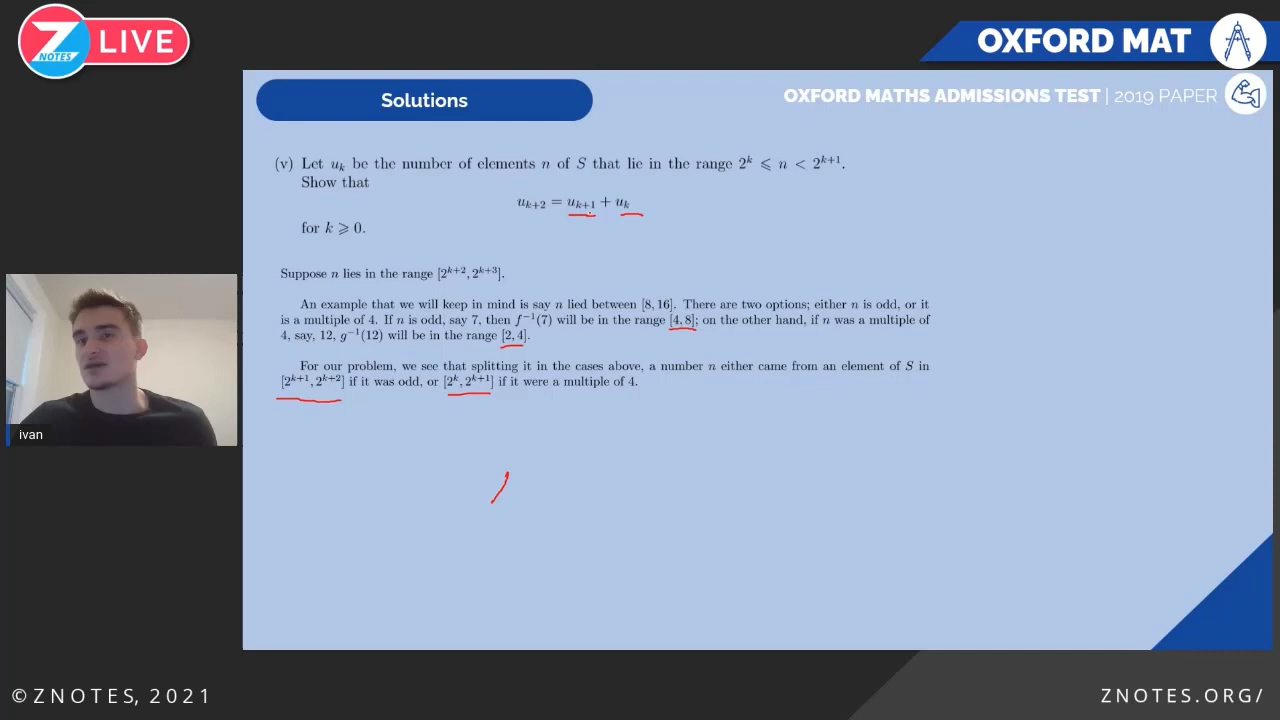 Z NOTES LIVE
OXFORD MAT
Solutions
OXFORD MATHS ADMISSIONS TEST | 2019 PAPER
(v) Let u_k be the number of elements n of S that lie in the range 2^k ⩽ n < 2^{k+1}.
Show that
u_{k+2} = u_{k+1} + u_k
for k ⩾ 0.
Suppose n lies in the range [2^{k+2}, 2^{k+3}].
An example that we will keep in mind is say n lied between [8, 16]. There are two options; either n is odd, or it
is a multiple of 4. If n is odd, say 7, then f^{-1}(7) will be in the range [4, 8]; on the other hand, if n was a multiple of
4, say, 12, g^{-1}(12) will be in the range [2, 4].
For our problem, we see that splitting it in the cases above, a number n either came from an element of S in
[2^{k+1}, 2^{k+2}] if it was odd, or [2^k, 2^{k+1}] if it were a multiple of 4.
ivan
© ZNOTES, 2021
ZNOTES.ORG/